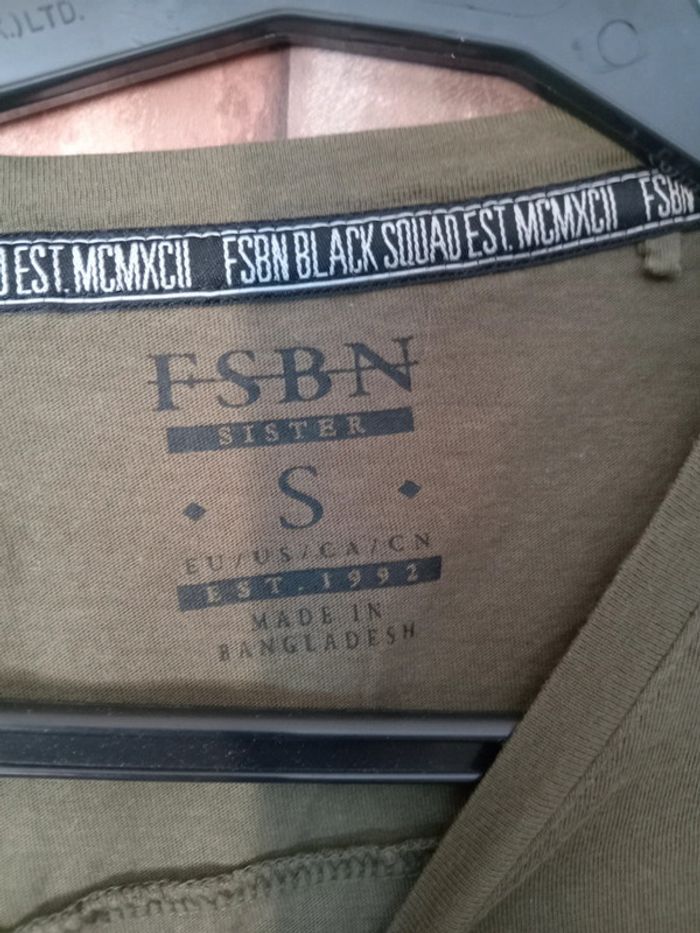 .) LTD.
D EST. MCMXCII FSBN BLACK SQUAD EST. MCMXCII FSBN
FSBN
SISTER
S
EU/US/CA/CN
EST. 1992
MADE IN
BANGLADESH